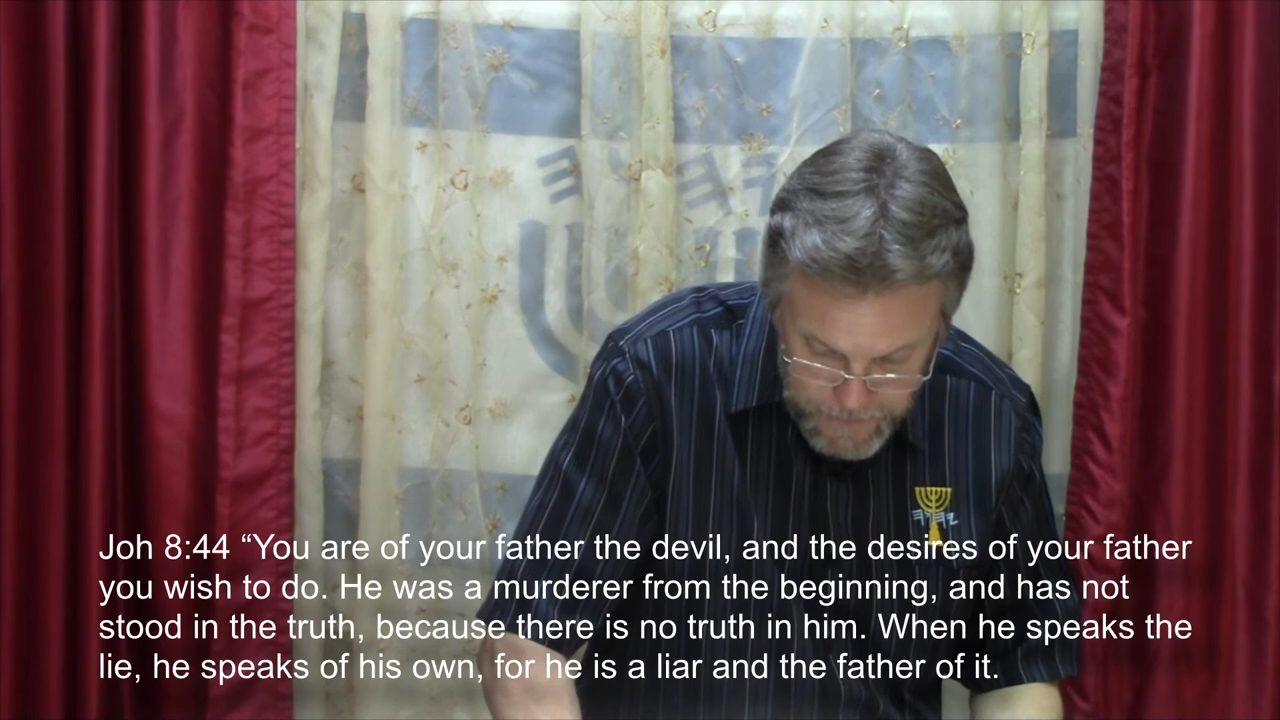 𐤉𐤄𐤅𐤄
𐤉𐤄𐤅𐤄
Joh 8:44 “You are of your father the devil, and the desires of your father
you wish to do. He was a murderer from the beginning, and has not
stood in the truth, because there is no truth in him. When he speaks the
lie, he speaks of his own, for he is a liar and the father of it.